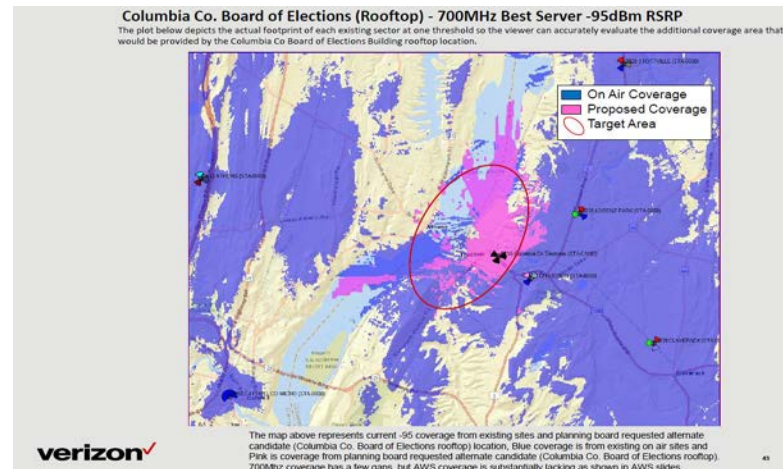 Columbia Co. Board of Elections (Rooftop) - 700MHz Best Server -95dBm RSRP
The plot below depicts the actual footprint of each existing sector at one threshold so the viewer can accurately evaluate the additional coverage area that
would be provided by the Columbia Co Board of Elections Building rooftop location.
On Air Coverage
Proposed Coverage
Target Area
verizon
The map above represents current -95 coverage from existing sites and planning board requested alternate
candidate (Columbia Co. Board of Elections rooftop) location, Blue coverage is from existing on air sites and
Pink is coverage from planning board requested alternate candidate (Columbia Co. Board of Elections rooftop).
700Mhz coverage has a few gaps, but AWS coverage is substantially lacking as shown in AWS slides